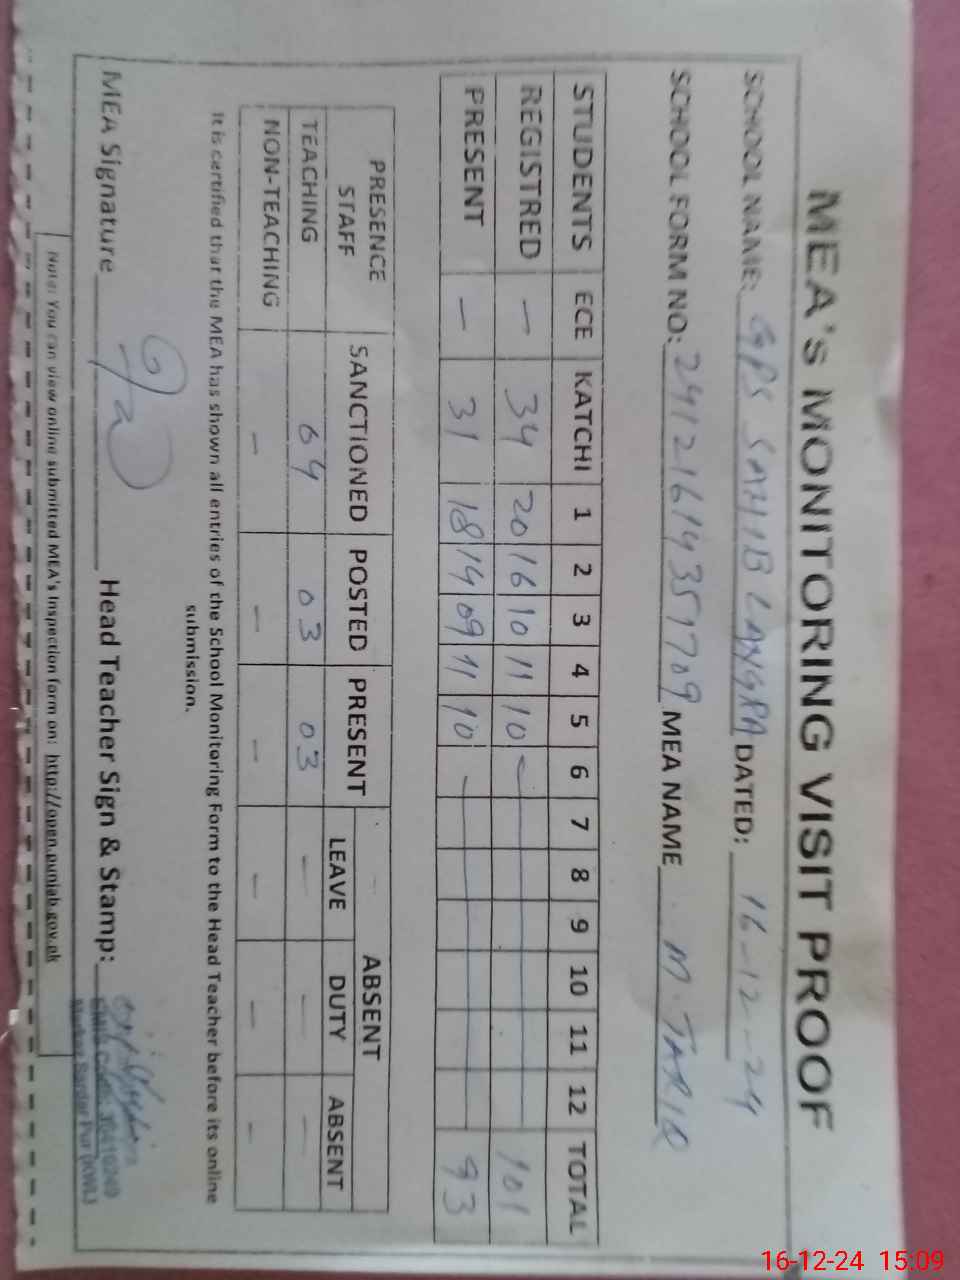 MEA's MONITORING VISIT PROOF
SCHOOL NAME: GPS SAHIB LANGRA DATED: 16-12-24
SCHOOL FORM NO: 24121614351709 MEA NAME M. TARIQ
STUDENTS ECE KATCHI 1 2 3 4 5 6 7 8 9 10 11 12 TOTAL
REGISTRED — 34 20 16 10 11 10 — 101
PRESENT — 31 18 14 09 11 10 — 93
PRESENCE STAFF SANCTIONED POSTED PRESENT ABSENT
LEAVE DUTY ABSENT
TEACHING 04 03 03 — — —
NON-TEACHING — — — — — —
It is certified that the MEA has shown all entries of the School Monitoring Form to the Head Teacher before its online
submission.
MEA Signature Head Teacher Sign & Stamp:
Sardar Pur (KWL)
Note: You can view online submitted MEA's Inspection form on: http://open.punjab.gov.pk
16-12-24 15:09